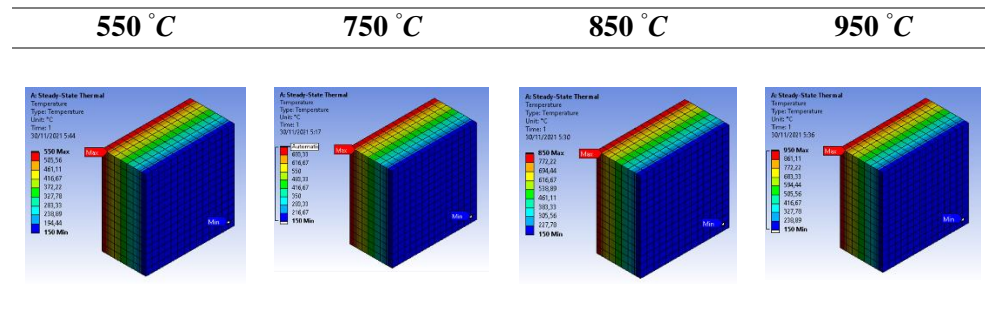 550 °C 750 °C 850 °C 950 °C
A: Steady-State Thermal
Temperature
Type: Temperature
Unit: °C
Time: 1
30/11/2021 5:44
550 Max
505,56
461,11
416,67
372,22
327,78
283,33
238,89
194,44
150 Min
Max
Min
A: Steady-State Thermal
Temperature
Type: Temperature
Unit: °C
Time: 1
30/11/2021 5:17
Automati
683,33
616,67
550
483,33
416,67
350
283,33
216,67
150 Min
Max
Min
A: Steady-State Thermal
Temperature
Type: Temperature
Unit: °C
Time: 1
30/11/2021 5:30
850 Max
772,22
694,44
616,67
538,89
461,11
383,33
305,56
227,78
150 Min
Max
Min
A: Steady-State Thermal
Temperature
Type: Temperature
Unit: °C
Time: 1
30/11/2021 5:36
950 Max
861,11
772,22
683,33
594,44
505,56
416,67
327,78
238,89
150 Min
Max
Min